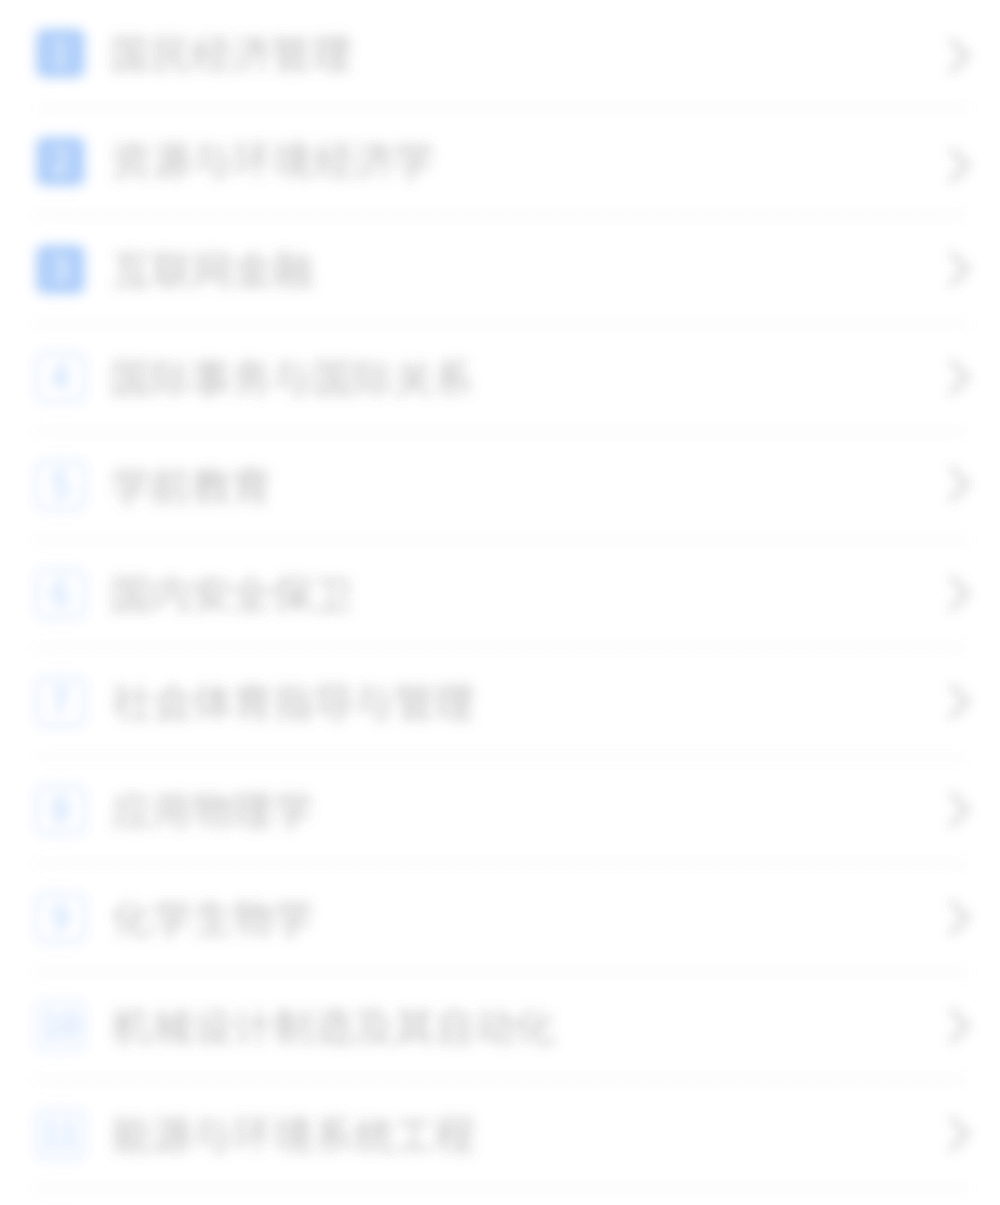 1 国民经济管理
2 资源与环境经济学
3 互联网金融
4 国际事务与国际关系
5 学前教育
6 国内安全保卫
7 社会体育指导与管理
8 应用物理学
9 化学生物学
10 机械设计制造及其自动化
11 能源与环境系统工程